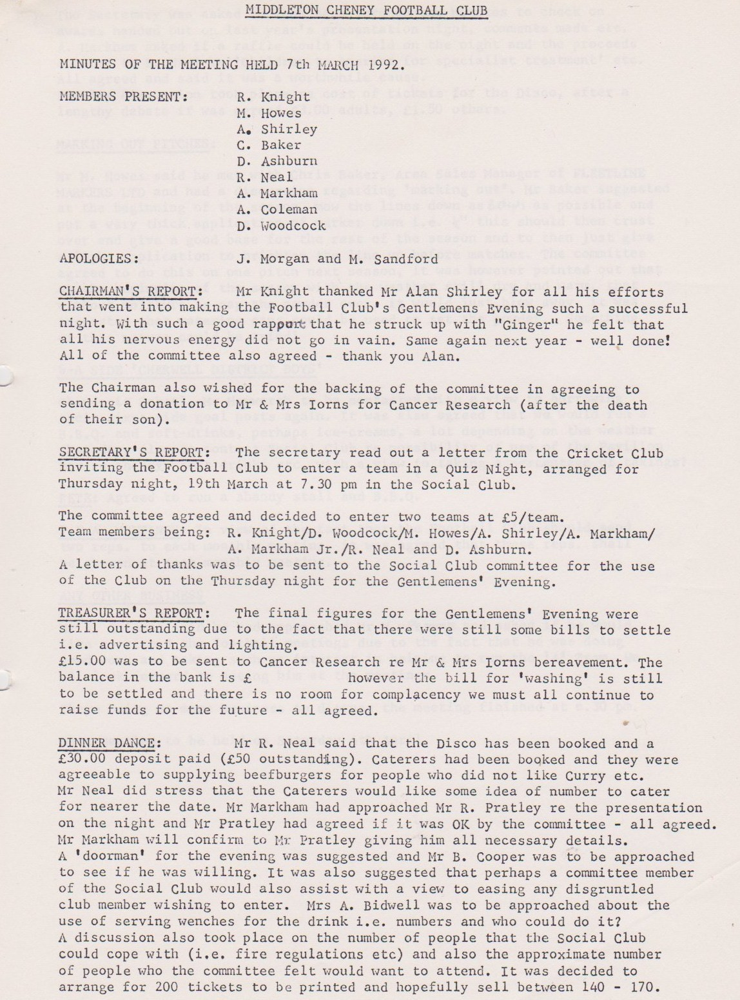 MIDDLETON CHENEY FOOTBALL CLUB
MINUTES OF THE MEETING HELD 7th MARCH 1992.
MEMBERS PRESENT: R. Knight
M. Howes
A. Shirley
C. Baker
D. Ashburn
R. Neal
A. Markham
A. Coleman
D. Woodcock
APOLOGIES: J. Morgan and M. Sandford
CHAIRMAN'S REPORT: Mr Knight thanked Mr Alan Shirley for all his efforts
that went into making the Football Club's Gentlemens Evening such a successful
night. With such a good rapport that he struck up with "Ginger" he felt that
all his nervous energy did not go in vain. Same again next year - well done!
All of the committee also agreed - thank you Alan.
The Chairman also wished for the backing of the committee in agreeing to
sending a donation to Mr & Mrs Iorns for Cancer Research (after the death
of their son).
SECRETARY'S REPORT: The secretary read out a letter from the Cricket Club
inviting the Football Club to enter a team in a Quiz Night, arranged for
Thursday night, 19th March at 7.30 pm in the Social Club.
The committee agreed and decided to enter two teams at £5/team.
Team members being: R. Knight/D. Woodcock/M. Howes/A. Shirley/A. Markham/
A. Markham Jr./R. Neal and D. Ashburn.
A letter of thanks was to be sent to the Social Club committee for the use
of the Club on the Thursday night for the Gentlemens' Evening.
TREASURER'S REPORT: The final figures for the Gentlemens' Evening were
still outstanding due to the fact that there were still some bills to settle
i.e. advertising and lighting.
£15.00 was to be sent to Cancer Research re Mr & Mrs Iorns bereavement. The
balance in the bank is £ however the bill for 'washing' is still
to be settled and there is no room for complacency we must all continue to
raise funds for the future - all agreed.
DINNER DANCE: Mr R. Neal said that the Disco has been booked and a
£30.00 deposit paid (£50 outstanding). Caterers had been booked and they were
agreeable to supplying beefburgers for people who did not like Curry etc.
Mr Neal did stress that the Caterers would like some idea of number to cater
for nearer the date. Mr Markham had approached Mr R. Pratley re the presentation
on the night and Mr Pratley had agreed if it was OK by the committee - all agreed.
Mr Markham will confirm to Mr Pratley giving him all necessary details.
A 'doorman' for the evening was suggested and Mr B. Cooper was to be approached
to see if he was willing. It was also suggested that perhaps a committee member
of the Social Club would also assist with a view to easing any disgruntled
club member wishing to enter. Mrs A. Bidwell was to be approached about the
use of serving wenches for the drink i.e. numbers and who could do it?
A discussion also took place on the number of people that the Social Club
could cope with (i.e. fire regulations etc) and also the approximate number
of people who the committee felt would want to attend. It was decided to
arrange for 200 tickets to be printed and hopefully sell between 140 - 170.